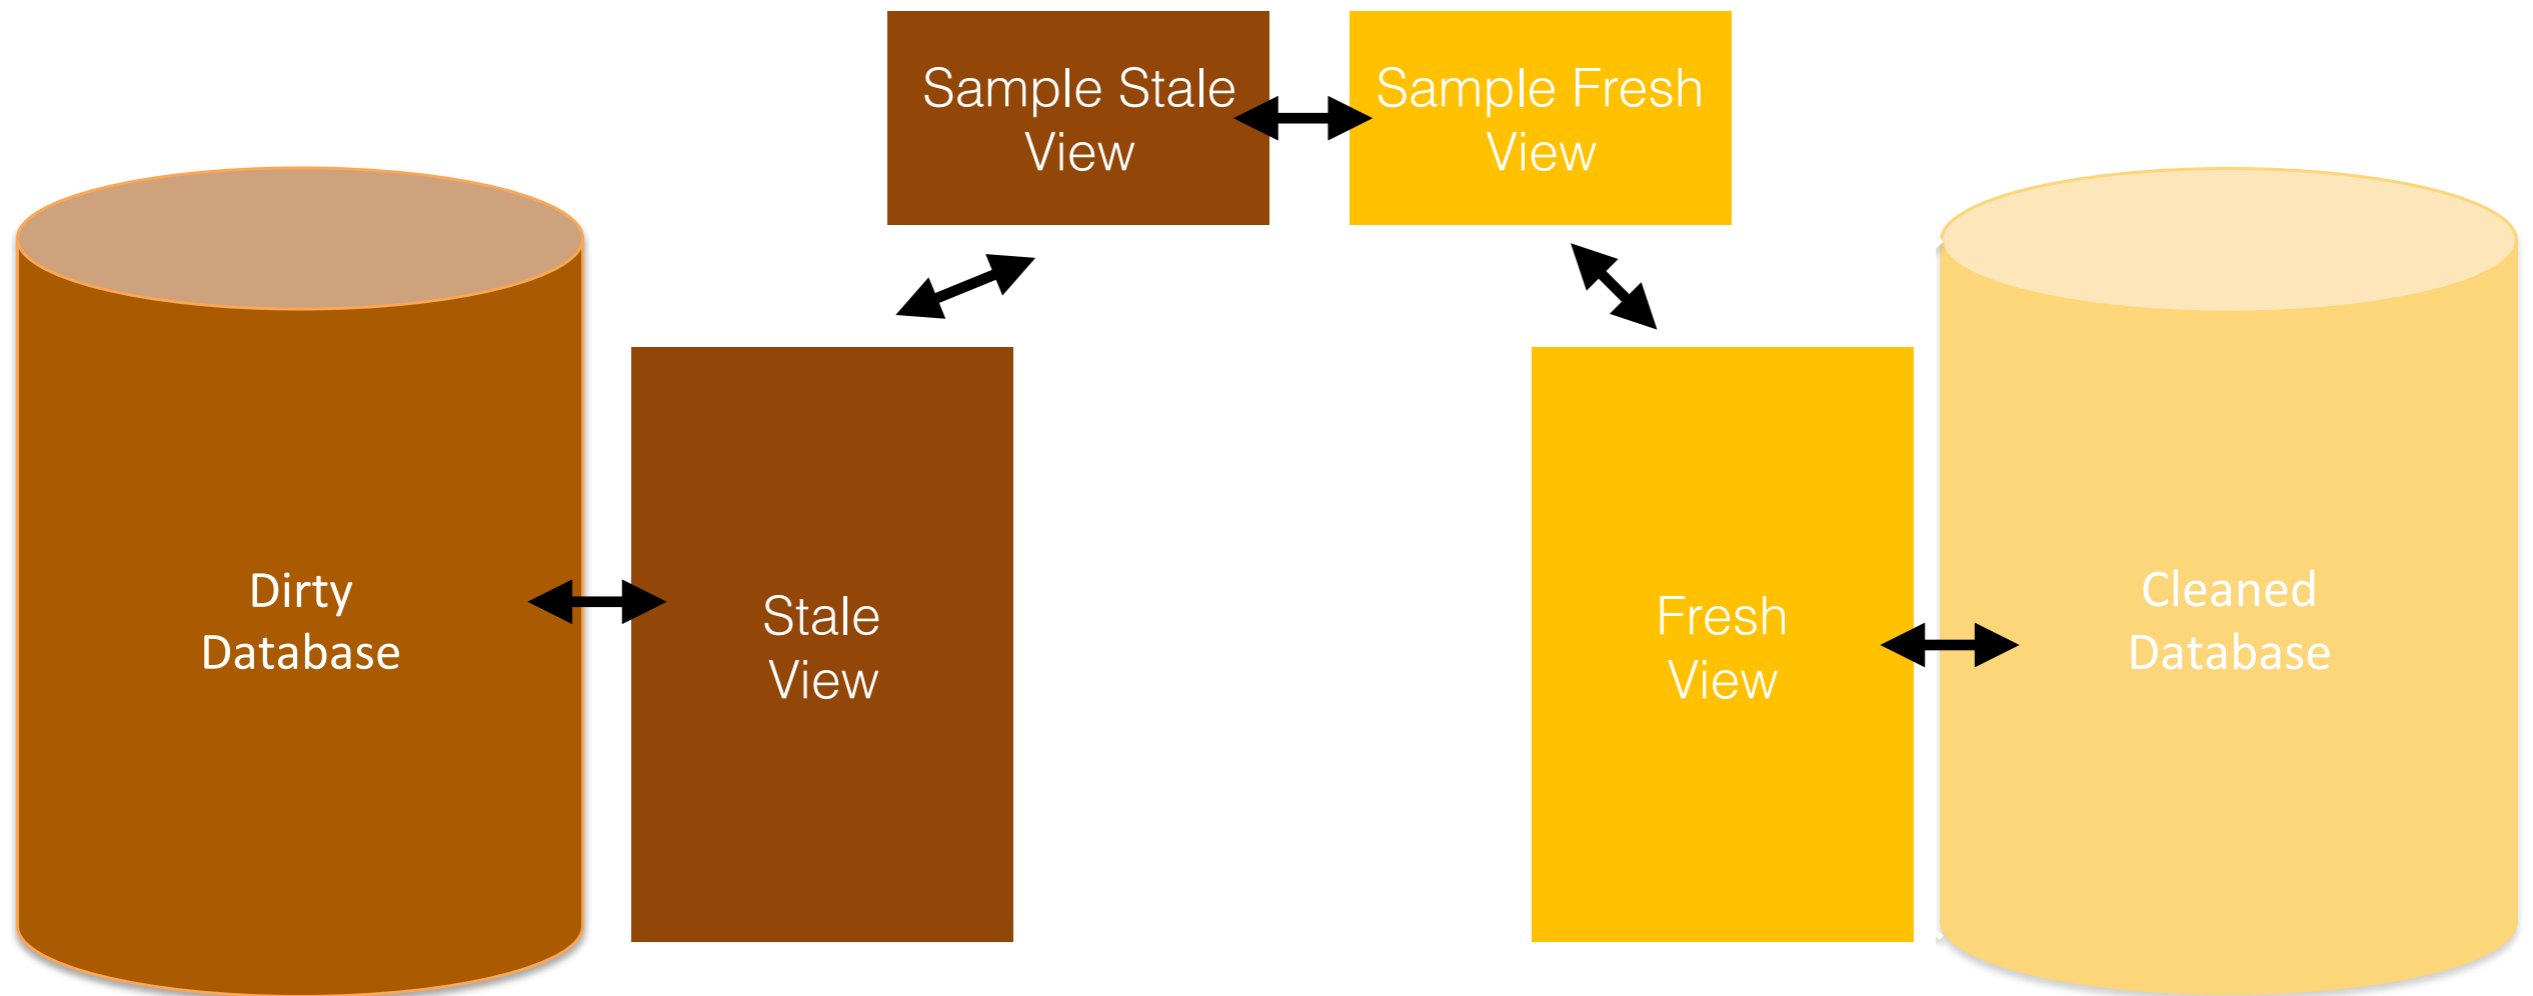 Sample Stale
View
Sample Fresh
View
Dirty
Database
Stale
View
Fresh
View
Cleaned
Database